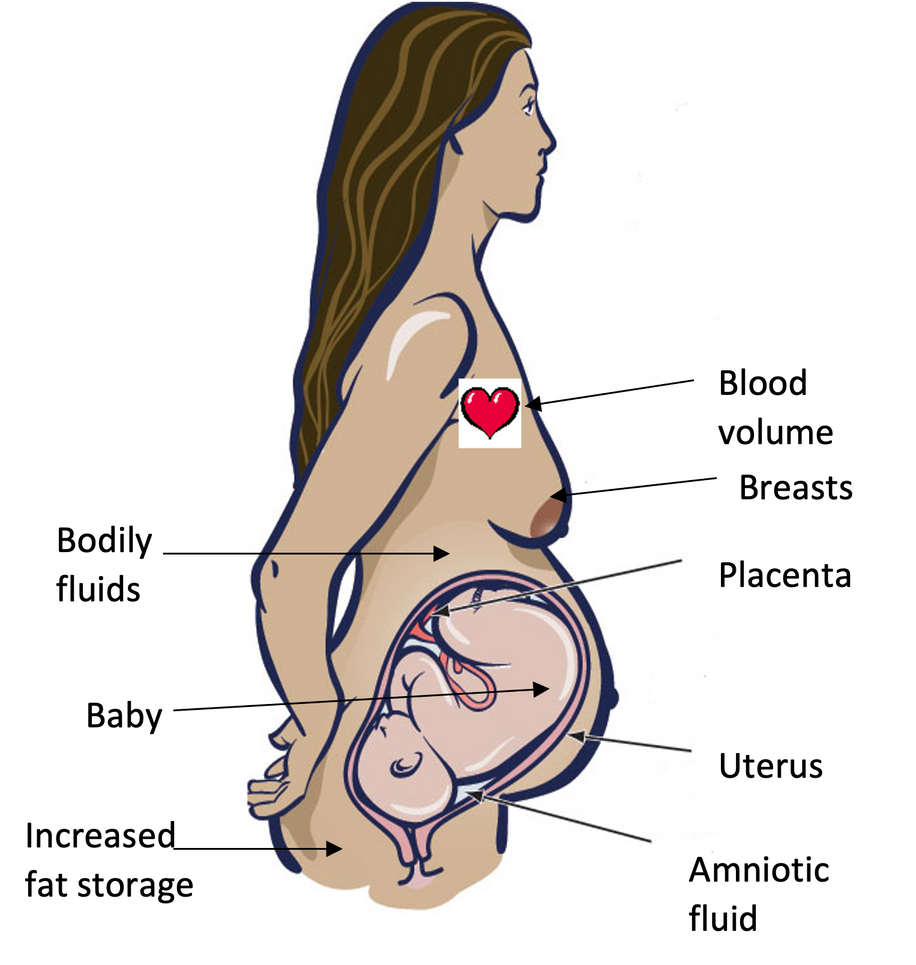 Blood
volume
Breasts
Bodily
fluids
Placenta
Baby
Uterus
Increased
fat storage
Amniotic
fluid